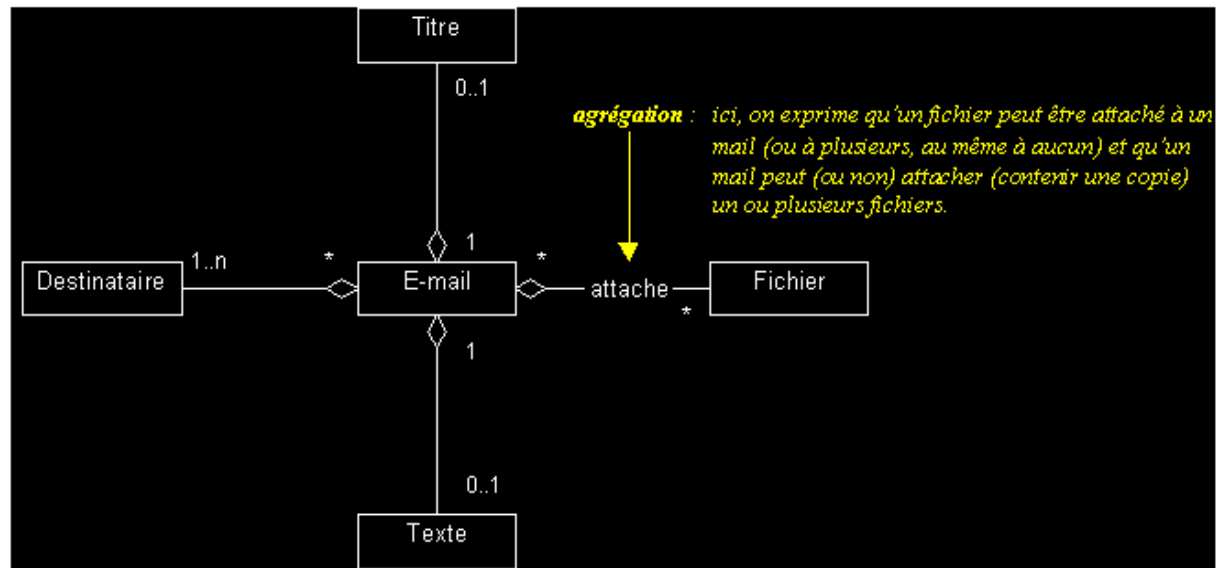 Titre
0..1
agrégation : ici, on exprime qu'un fichier peut être attaché à un
mail (ou à plusieurs, au même à aucun) et qu'un
mail peut (ou non) attacher (contenir une copie)
un ou plusieurs fichiers.
1
Destinataire
1..n
*
E-mail
*
attache
*
Fichier
1
0..1
Texte